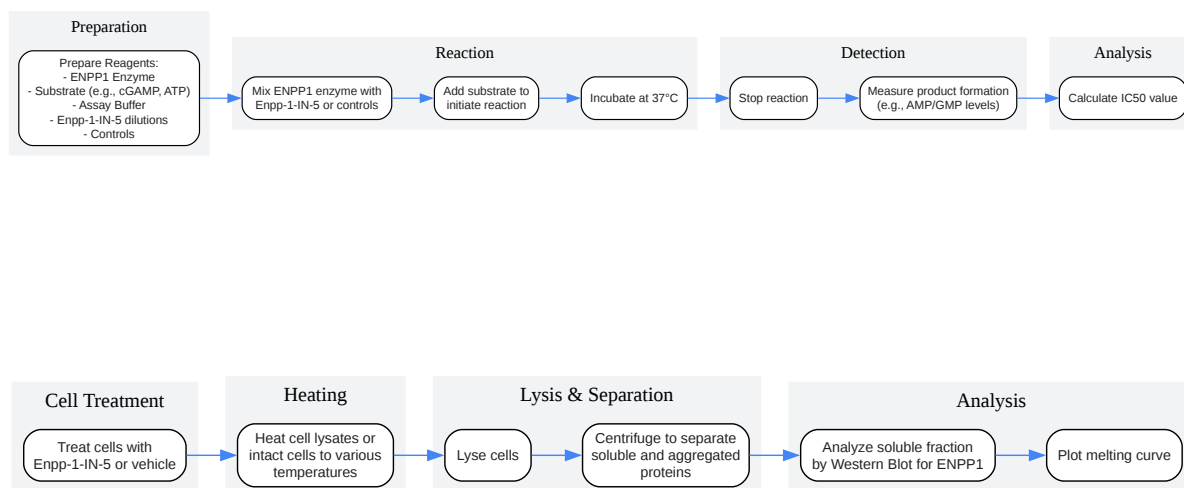 Preparation
Prepare Reagents:
- ENPP1 Enzyme
- Substrate (e.g., cGAMP, ATP)
- Assay Buffer
- Enpp-1-IN-5 dilutions
- Controls
Reaction
Mix ENPP1 enzyme with
Enpp-1-IN-5 or controls
Add substrate to
initiate reaction
Incubate at 37°C
Detection
Stop reaction
Measure product formation
(e.g., AMP/GMP levels)
Analysis
Calculate IC50 value
Cell Treatment
Treat cells with
Enpp-1-IN-5 or vehicle
Heating
Heat cell lysates or
intact cells to various
temperatures
Lysis & Separation
Lyse cells
Centrifuge to separate
soluble and aggregated
proteins
Analysis
Analyze soluble fraction
by Western Blot for ENPP1
Plot melting curve